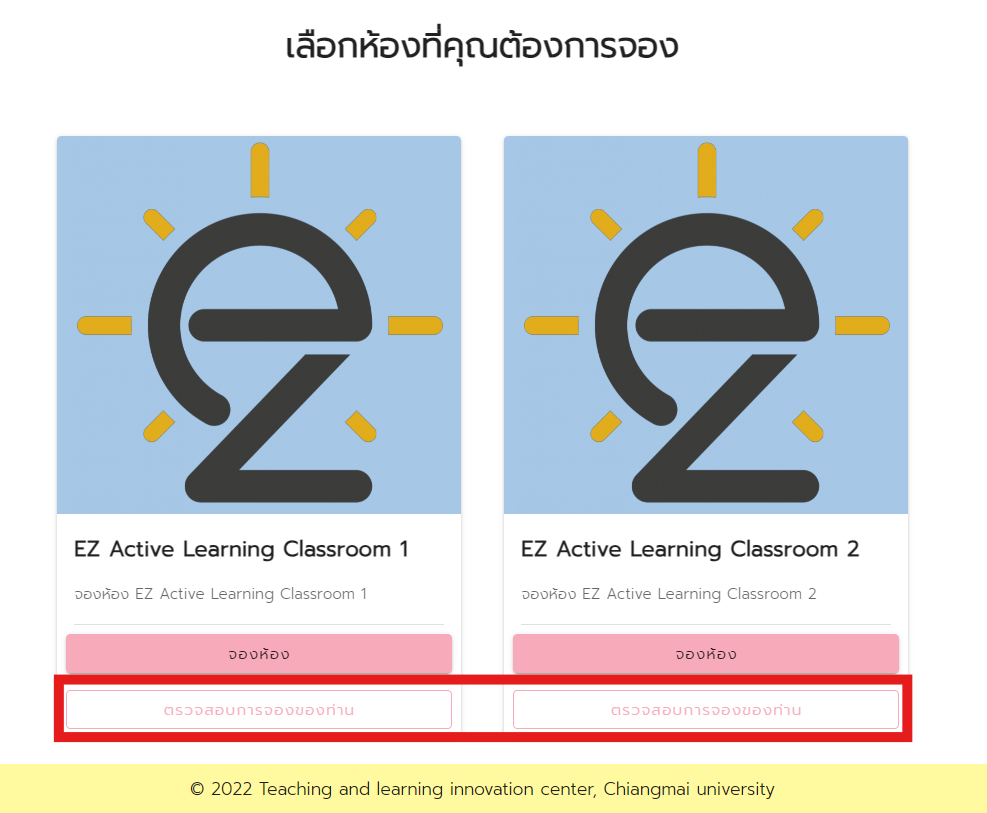 เลือกห้องที่คุณต้องการจอง
ez
ez
EZ Active Learning Classroom 1
จองห้อง EZ Active Learning Classroom 1
จองห้อง
ตรวจสอบการจองของท่าน
EZ Active Learning Classroom 2
จองห้อง EZ Active Learning Classroom 2
จองห้อง
ตรวจสอบการจองของท่าน
© 2022 Teaching and learning innovation center, Chiangmai university